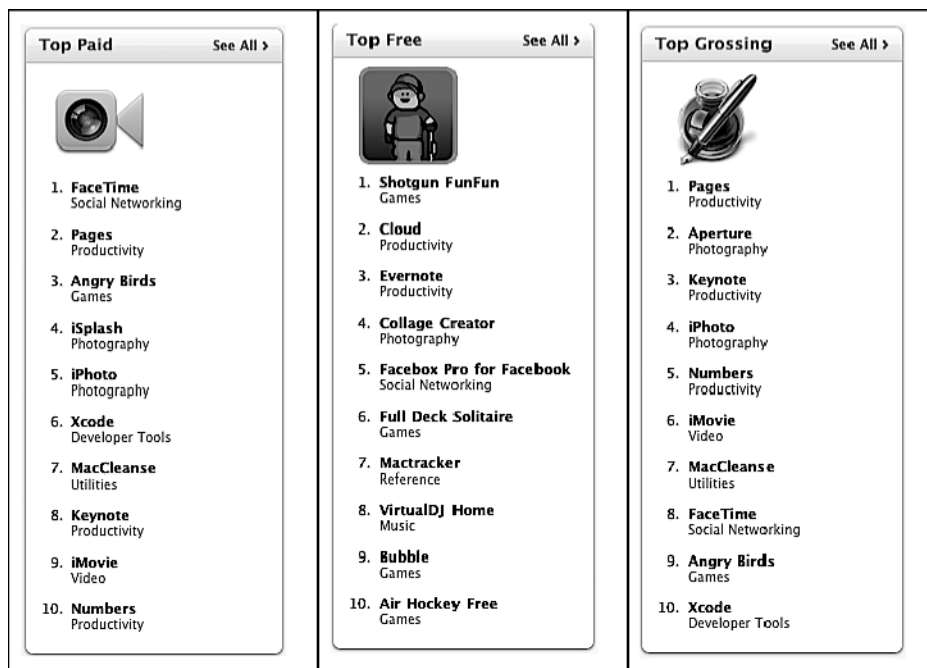 Top Paid See All >
1. FaceTime
Social Networking
2. Pages
Productivity
3. Angry Birds
Games
4. iSplash
Photography
5. iPhoto
Photography
6. Xcode
Developer Tools
7. MacCleanse
Utilities
8. Keynote
Productivity
9. iMovie
Video
10. Numbers
Productivity
Top Free See All >
1. Shotgun FunFun
Games
2. Cloud
Productivity
3. Evernote
Productivity
4. Collage Creator
Photography
5. Facebox Pro for Facebook
Social Networking
6. Full Deck Solitaire
Games
7. Mactracker
Reference
8. VirtualDJ Home
Music
9. Bubble
Games
10. Air Hockey Free
Games
Top Grossing See All >
1. Pages
Productivity
2. Aperture
Photography
3. Keynote
Productivity
4. iPhoto
Photography
5. Numbers
Productivity
6. iMovie
Video
7. MacCleanse
Utilities
8. FaceTime
Social Networking
9. Angry Birds
Games
10. Xcode
Developer Tools